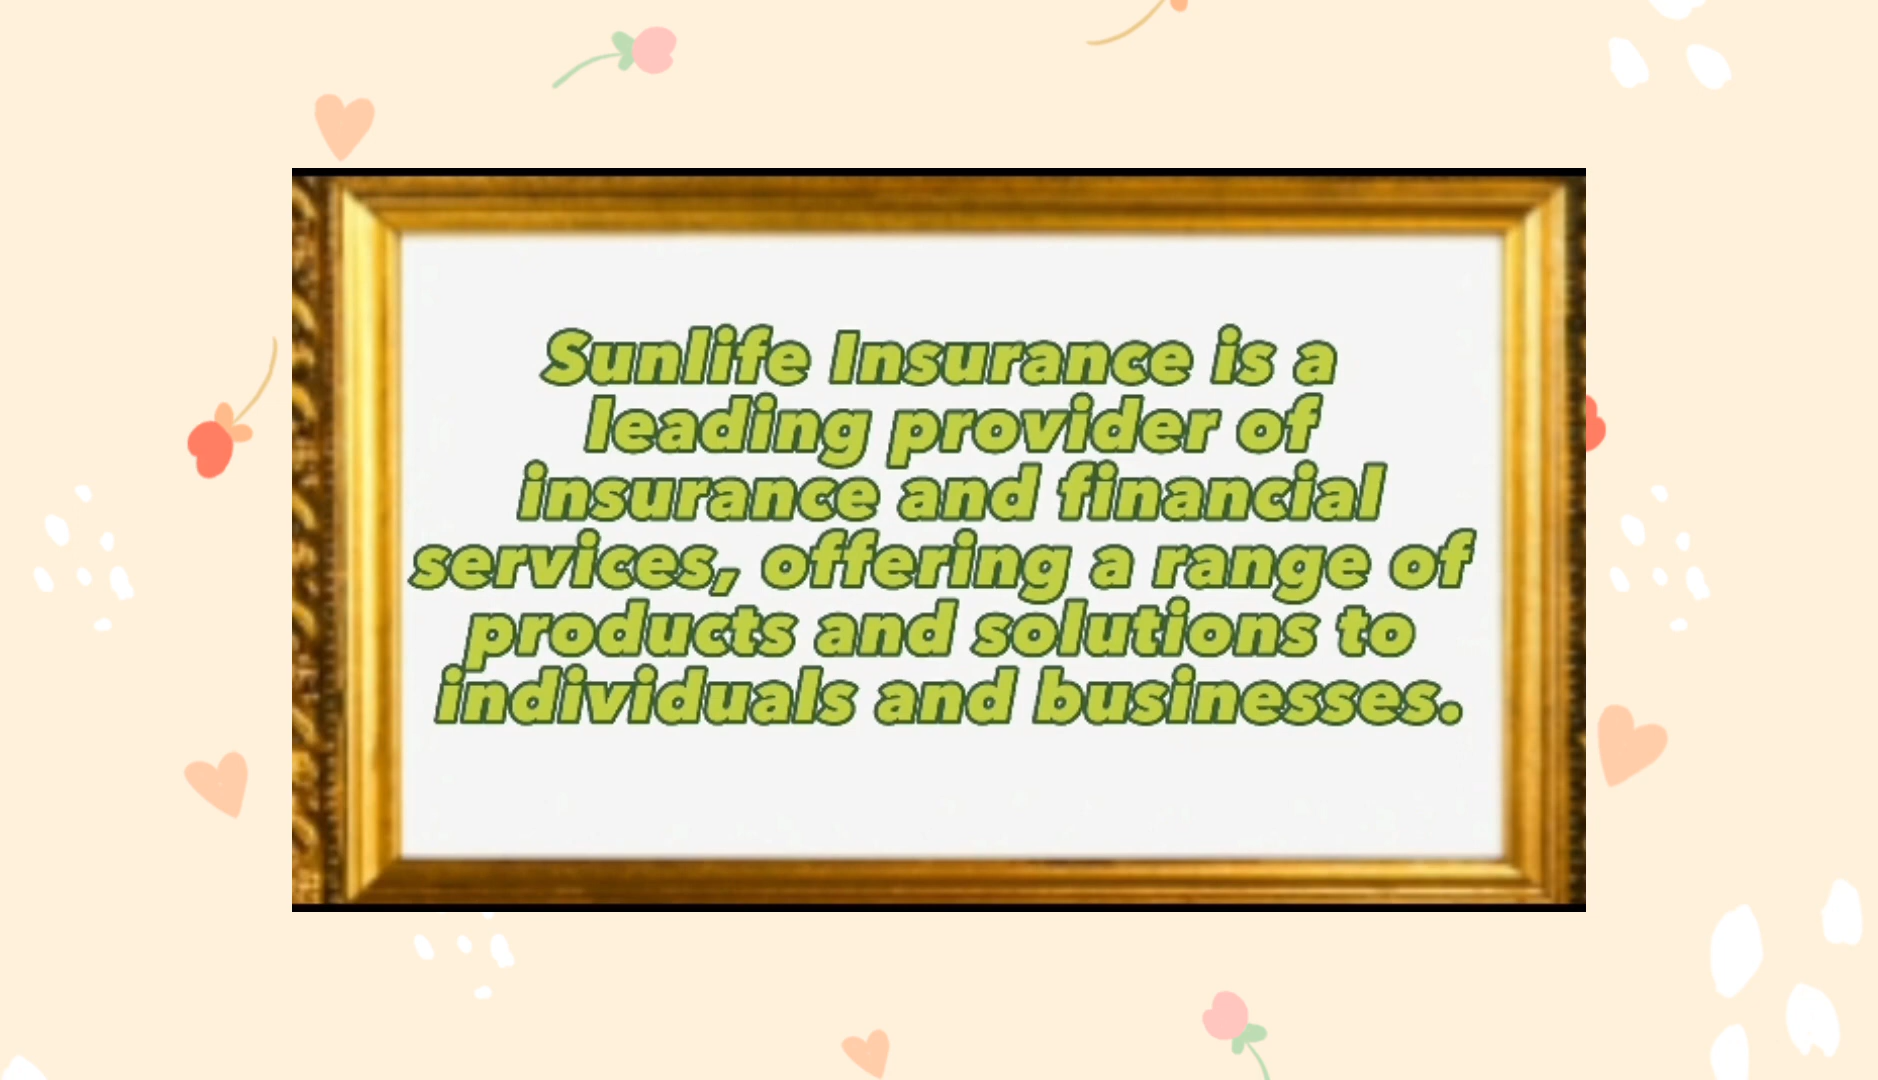 Sunlife Insurance is a
leading provider of
insurance and financial
services, offering a range of
products and solutions to
individuals and businesses.